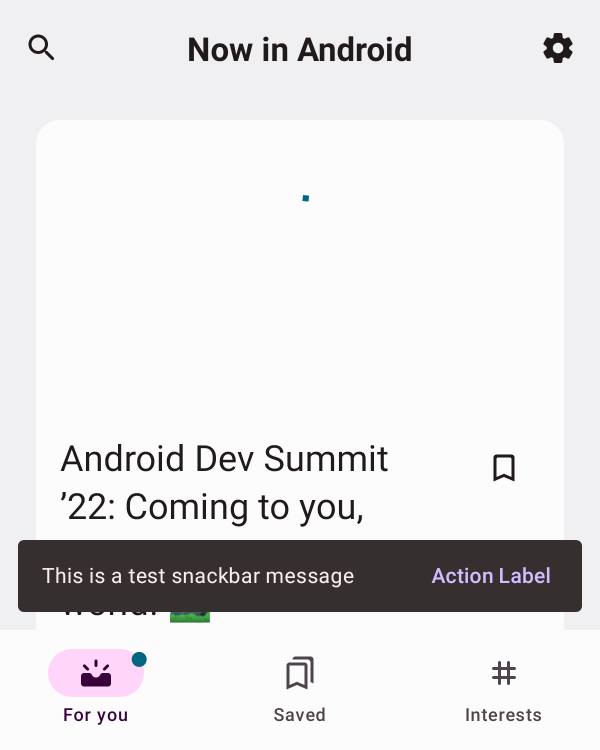 Now in Android
Android Dev Summit
’22: Coming to you,
This is a test snackbar message
Action Label
For you
Saved
Interests